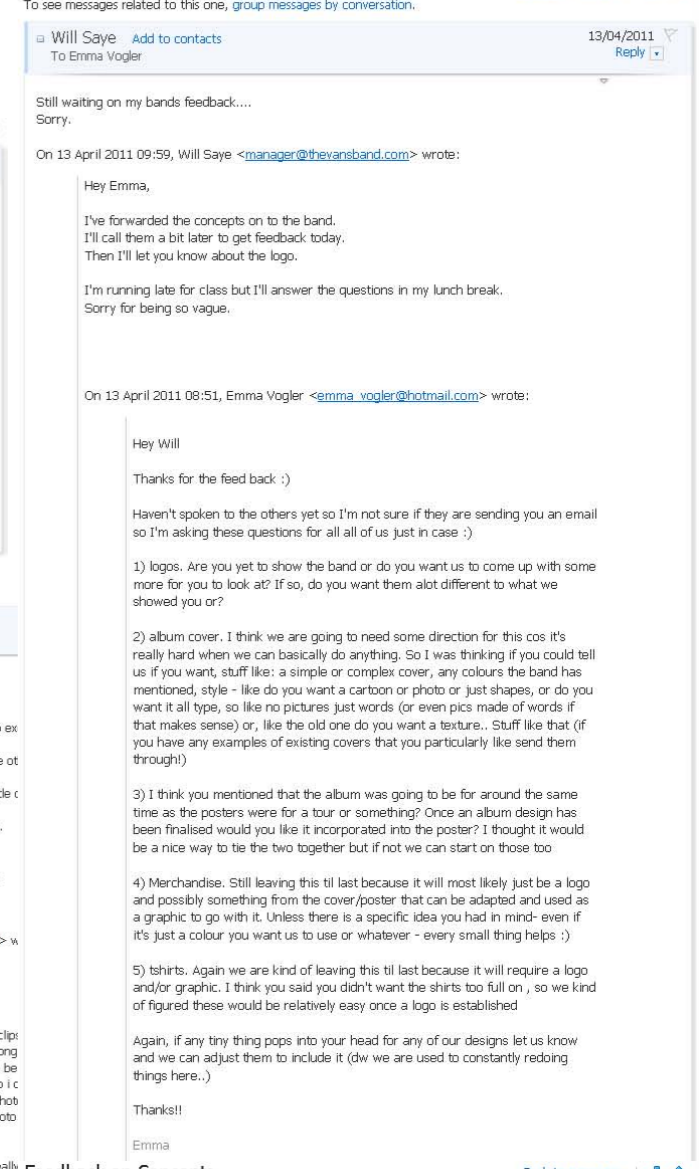 To see messages related to this one, group messages by conversation.
Will Saye Add to contacts 13/04/2011
To Emma Vogler Reply
Still waiting on my bands feedback....
Sorry.
On 13 April 2011 09:59, Will Saye <manager@thevansband.com> wrote:
Hey Emma,
I've forwarded the concepts on to the band.
I'll call them a bit later to get feedback today.
Then I'll let you know about the logo.
I'm running late for class but I'll answer the questions in my lunch break.
Sorry for being so vague.
On 13 April 2011 08:51, Emma Vogler <emma_vogler@hotmail.com> wrote:
Hey Will
Thanks for the feed back :)
Haven't spoken to the others yet so I'm not sure if they are sending you an email
so I'm asking these questions for all all of us just in case :)
1) logos. Are you yet to show the band or do you want us to come up with some
more for you to look at? If so, do you want them alot different to what we
showed you or?
2) album cover. I think we are going to need some direction for this cos it's
really hard when we can basically do anything. So I was thinking if you could tell
us if you want, stuff like: a simple or complex cover, any colours the band has
mentioned, style - like do you want a cartoon or photo or just shapes, or do you
want it all type, so like no pictures just words (or even pics made of words if
that makes sense) or, like the old one do you want a texture.. Stuff like that (if
you have any examples of existing covers that you particularly like send them
through!)
3) I think you mentioned that the album was going to be for around the same
time as the posters were for a tour or something? Once an album design has
been finalised would you like it incorporated into the poster? I thought it would
be a nice way to tie the two together but if not we can start on those too
4) Merchandise. Still leaving this til last because it will most likely just be a logo
and possibly something from the cover/poster that can be adapted and used as
a graphic to go with it. Unless there is a specific idea you had in mind- even if
it's just a colour you want us to use or whatever - every small thing helps :)
5) tshirts. Again we are kind of leaving this til last because it will require a logo
and/or graphic. I think you said you didn't want the shirts too full on , so we kind
of figured these would be relatively easy once a logo is established
Again, if any tiny thing pops into your head for any of our designs let us know
and we can adjust them to include it (dw we are used to constantly redoing
things here..)
Thanks!!
Emma